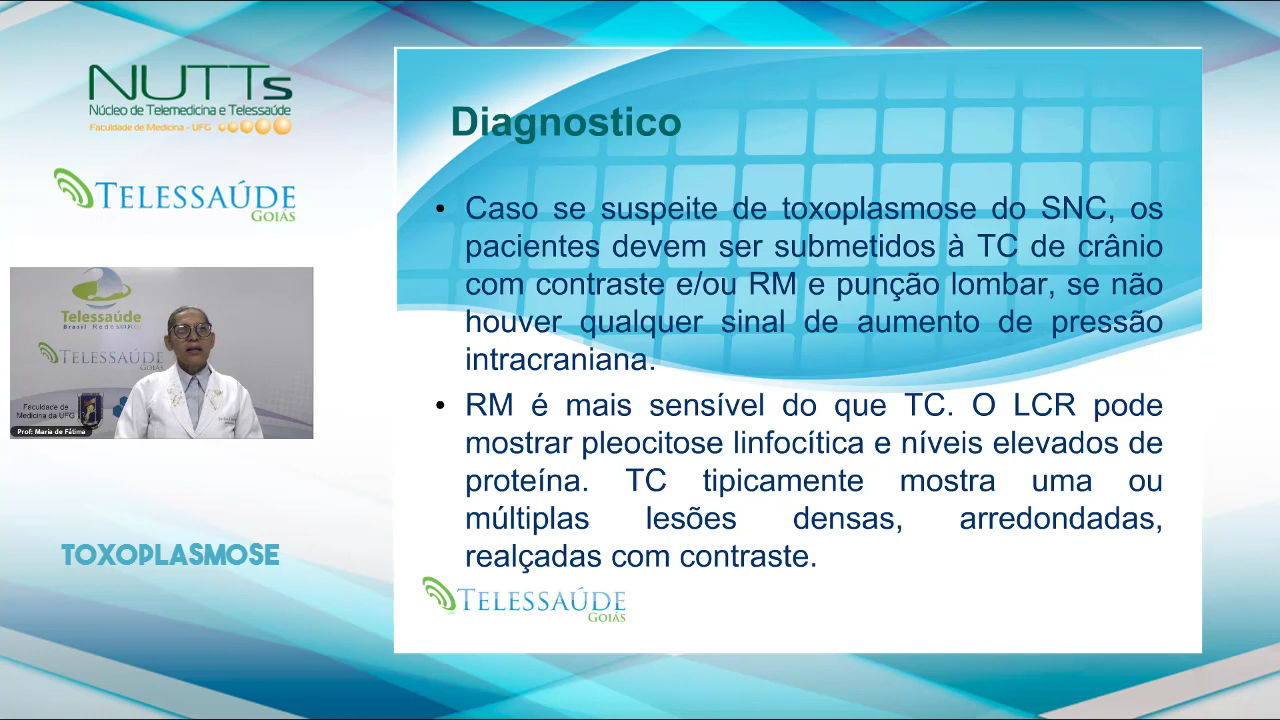 NUTTs
Núcleo de Telemedicina e Telessaúde
Faculdade de Medicina - UFG
TELESSAÚDE
GOIÁS
Telessaúde
TELESSAÚDE
GOIÁS
Faculdade de
Medicina da UFG
Prof: Maria de Fátima
TOXOPLASMOSE
Diagnostico
• Caso se suspeite de toxoplasmose do SNC, os
pacientes devem ser submetidos à TC de crânio
com contraste e/ou RM e punção lombar, se não
houver qualquer sinal de aumento de pressão
intracraniana.
• RM é mais sensível do que TC. O LCR pode
mostrar pleocitose linfocítica e níveis elevados de
proteína. TC tipicamente mostra uma ou
múltiplas lesões densas, arredondadas,
realçadas com contraste.
TELESSAÚDE
GOIÁS